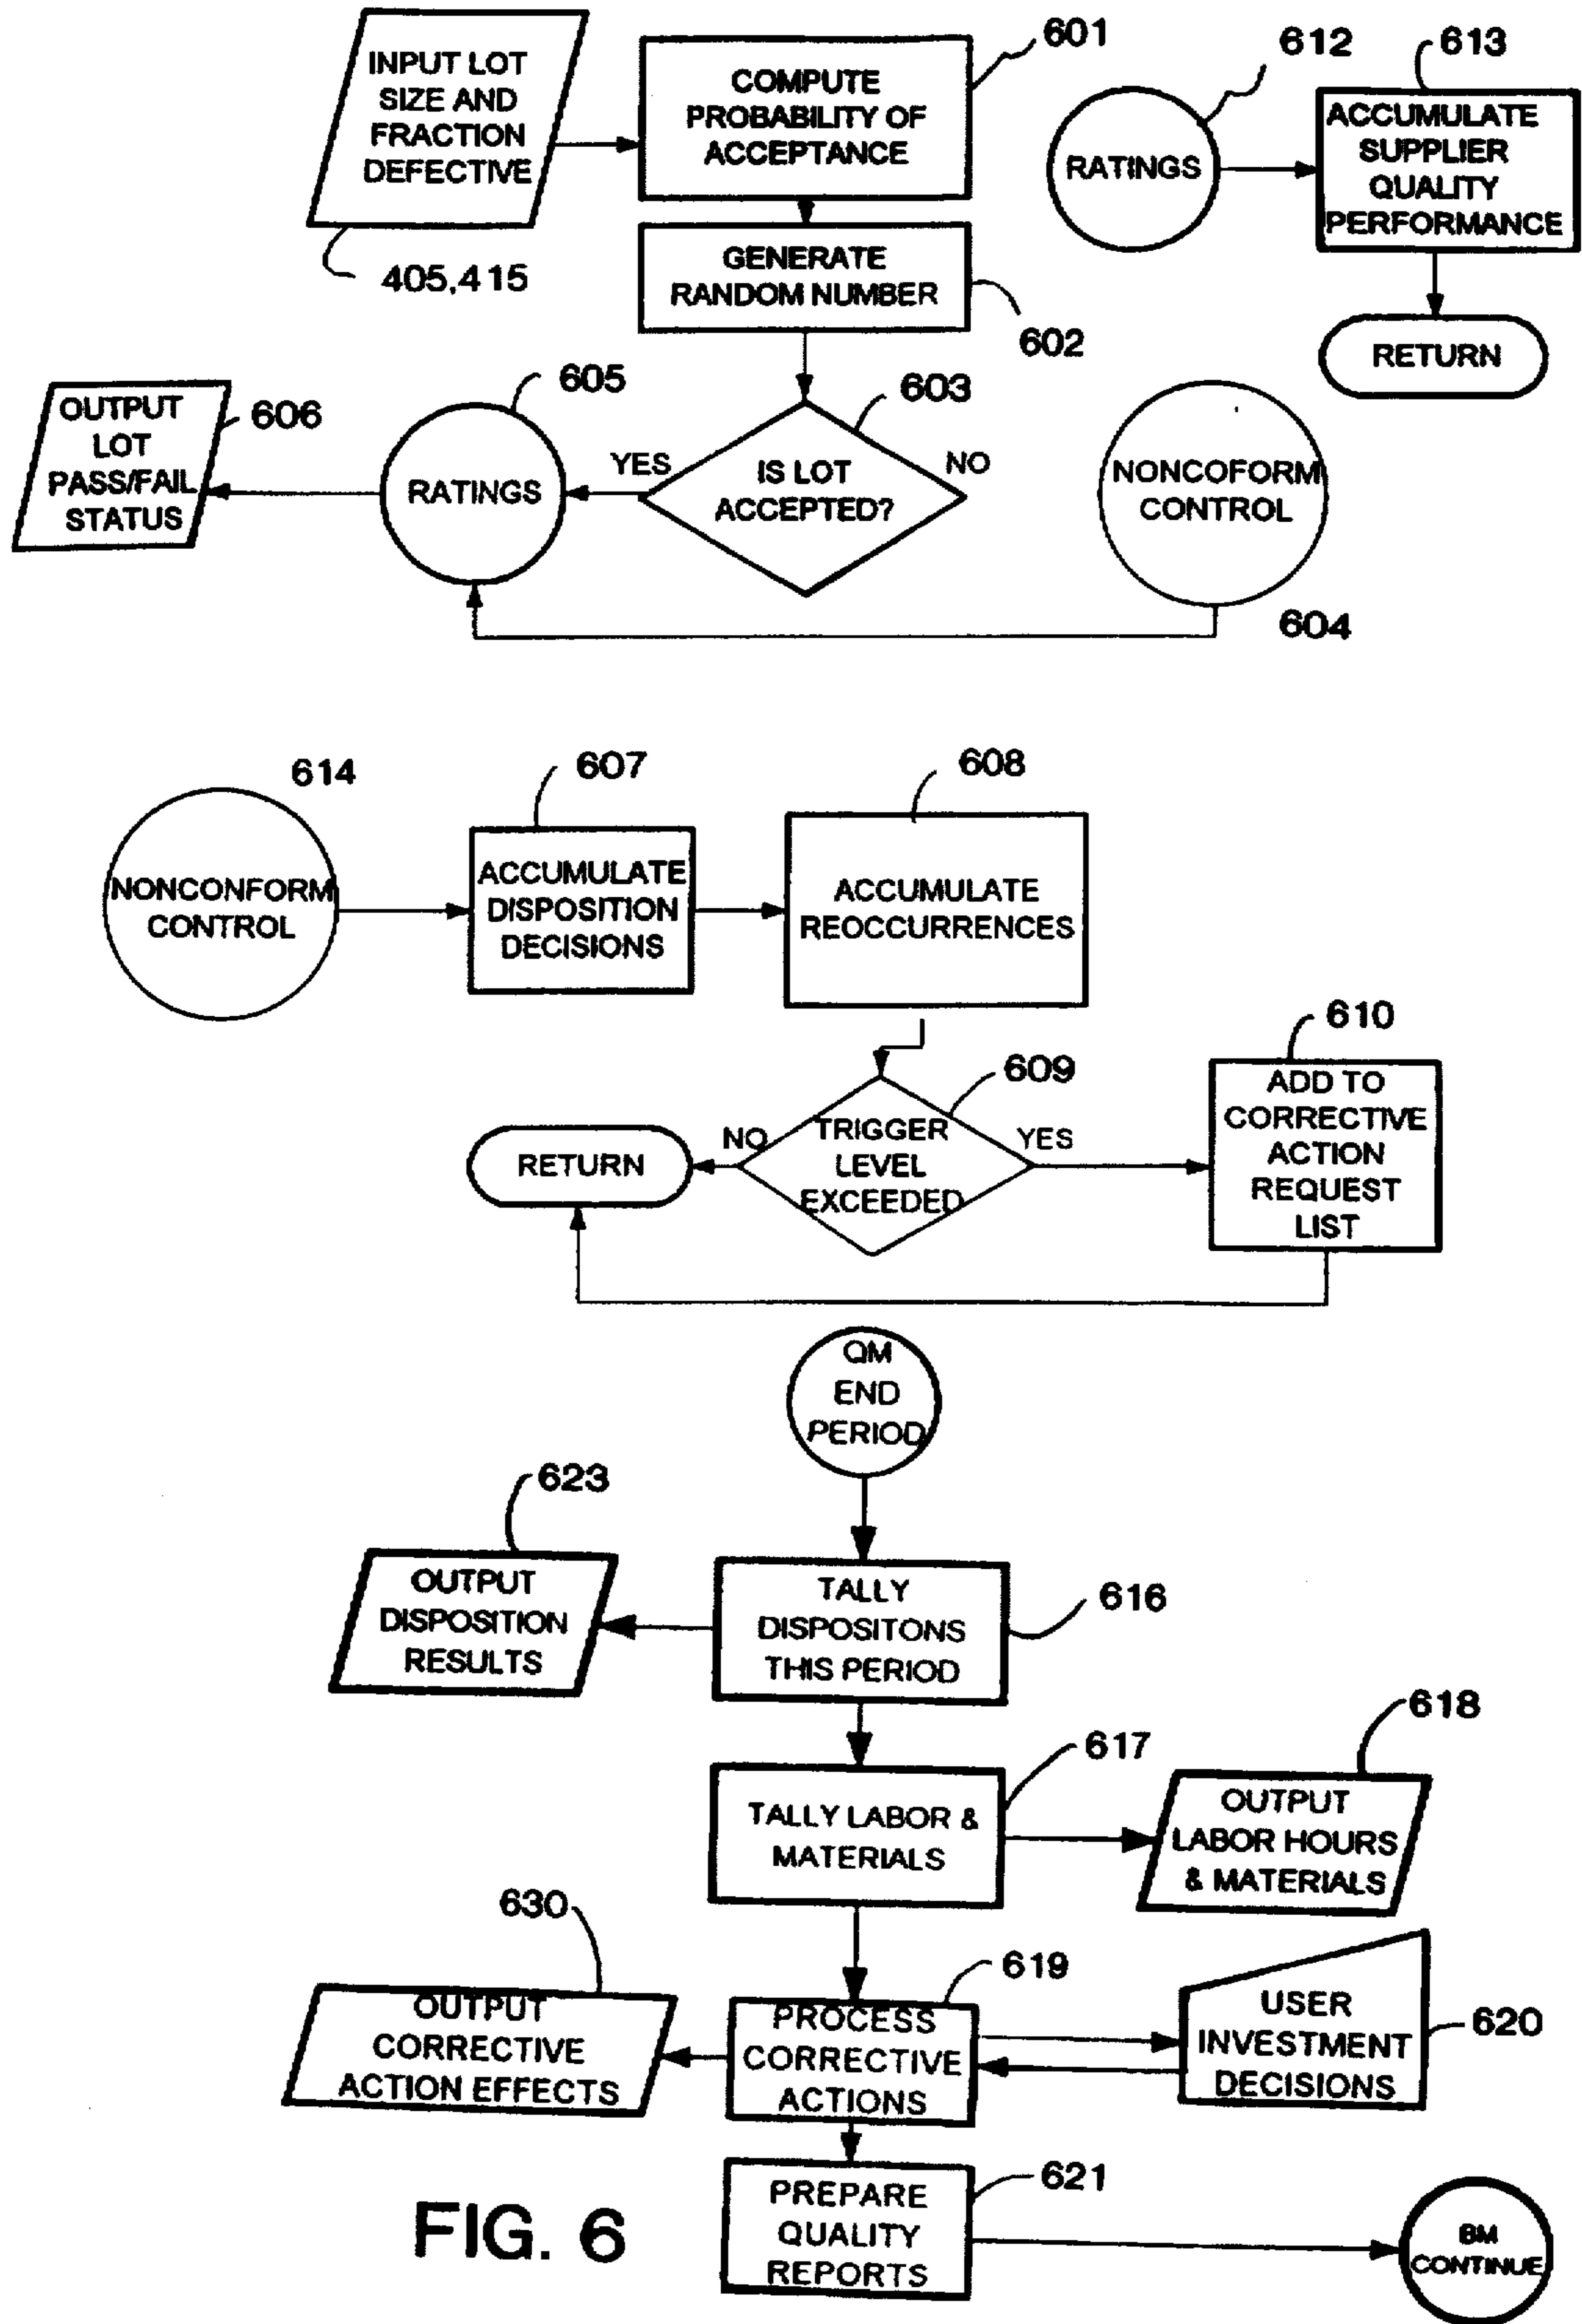 INPUT LOT
SIZE AND
FRACTION
DEFECTIVE
405,415
COMPUTE
PROBABILITY OF
ACCEPTANCE
601
GENERATE
RANDOM NUMBER
602
612
RATINGS
613
ACCUMULATE
SUPPLIER
QUALITY
PERFORMANCE
RETURN
OUTPUT
LOT
PASS/FAIL
STATUS
606
605
RATINGS
YES
603
IS LOT
ACCEPTED?
NO
NONCOFORM
CONTROL
604
614
NONCONFORM
CONTROL
607
ACCUMULATE
DISPOSITION
DECISIONS
608
ACCUMULATE
REOCCURRENCES
609
TRIGGER
LEVEL
EXCEEDED
NO
YES
RETURN
610
ADD TO
CORRECTIVE
ACTION
REQUEST
LIST
QM
END
PERIOD
623
OUTPUT
DISPOSITION
RESULTS
TALLY
DISPOSITONS
THIS PERIOD
616
617
TALLY LABOR &
MATERIALS
618
OUTPUT
LABOR HOURS
& MATERIALS
630
OUTPUT
CORRECTIVE
ACTION EFFECTS
619
PROCESS
CORRECTIVE
ACTIONS
USER
INVESTMENT
DECISIONS
620
621
PREPARE
QUALITY
REPORTS
BM
CONTINUE
FIG. 6